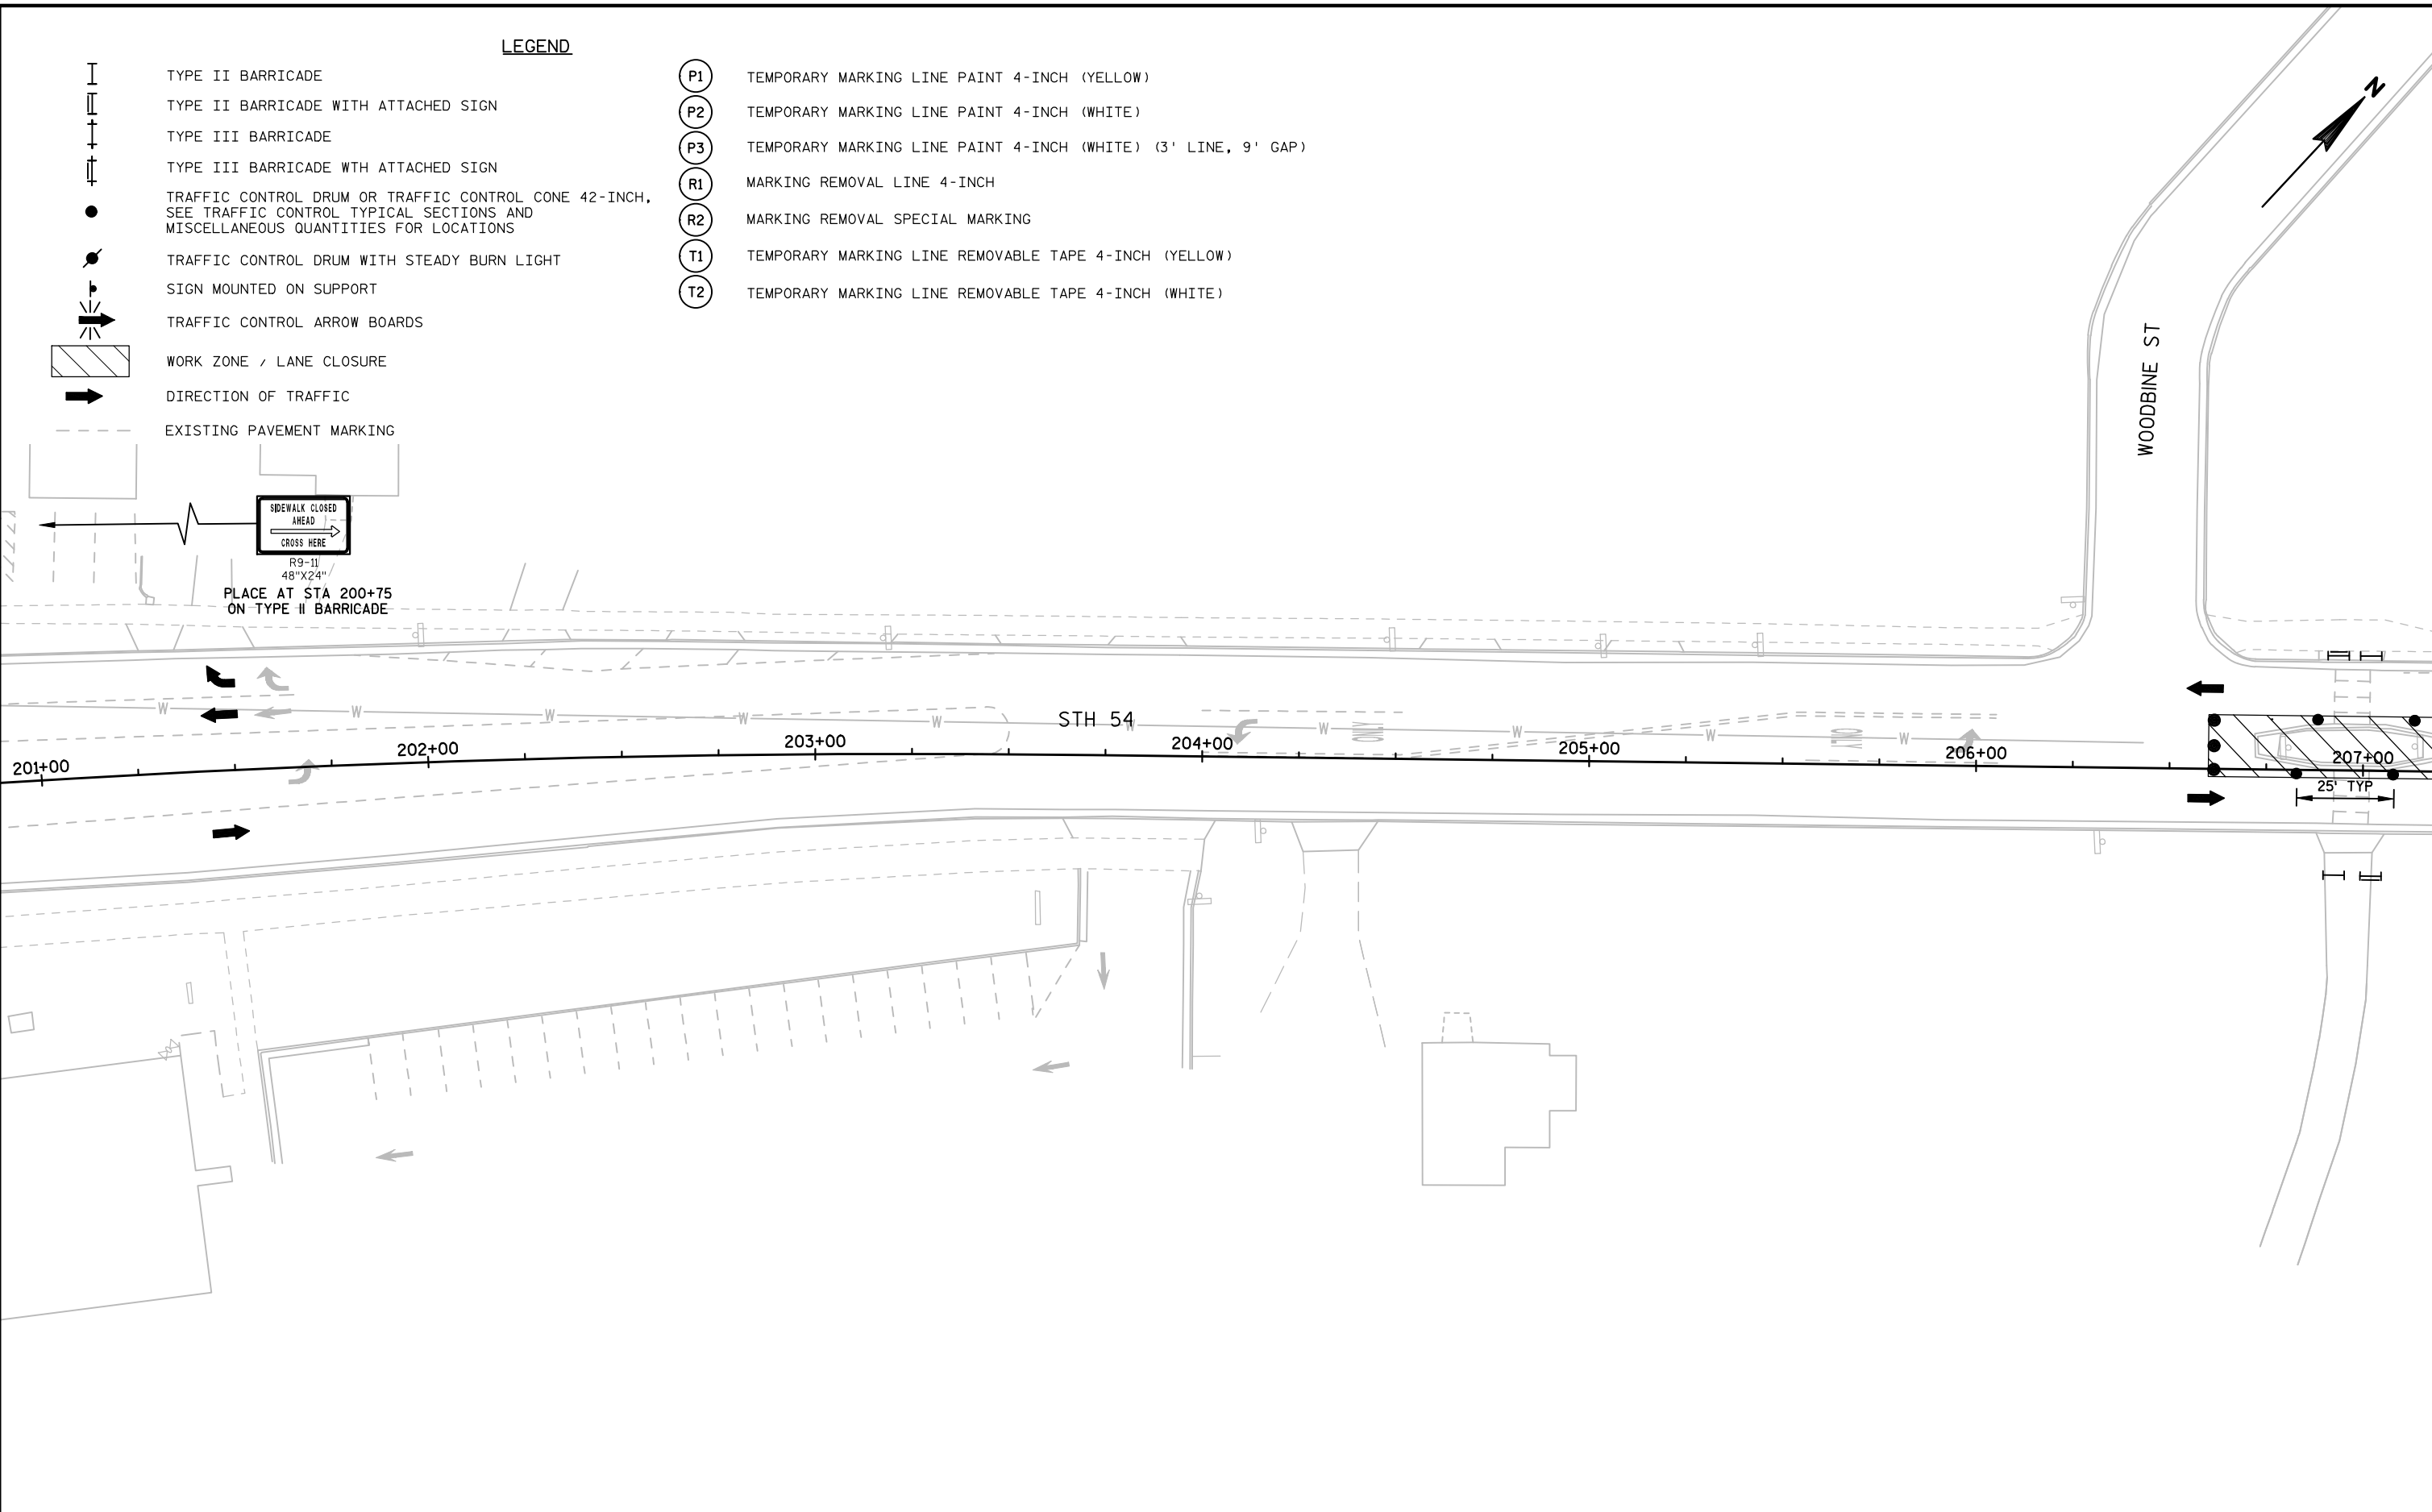 LEGEND
TYPE II BARRICADE
TYPE II BARRICADE WITH ATTACHED SIGN
TYPE III BARRICADE
TYPE III BARRICADE WTH ATTACHED SIGN
TRAFFIC CONTROL DRUM OR TRAFFIC CONTROL CONE 42-INCH,
SEE TRAFFIC CONTROL TYPICAL SECTIONS AND
MISCELLANEOUS QUANTITIES FOR LOCATIONS
TRAFFIC CONTROL DRUM WITH STEADY BURN LIGHT
SIGN MOUNTED ON SUPPORT
TRAFFIC CONTROL ARROW BOARDS
WORK ZONE / LANE CLOSURE
DIRECTION OF TRAFFIC
EXISTING PAVEMENT MARKING
P1 TEMPORARY MARKING LINE PAINT 4-INCH (YELLOW)
P2 TEMPORARY MARKING LINE PAINT 4-INCH (WHITE)
P3 TEMPORARY MARKING LINE PAINT 4-INCH (WHITE) (3' LINE, 9' GAP)
R1 MARKING REMOVAL LINE 4-INCH
R2 MARKING REMOVAL SPECIAL MARKING
T1 TEMPORARY MARKING LINE REMOVABLE TAPE 4-INCH (YELLOW)
T2 TEMPORARY MARKING LINE REMOVABLE TAPE 4-INCH (WHITE)
N
WOODBINE ST
SIDEWALK CLOSED
AHEAD
CROSS HERE
R9-11
48"X24"
PLACE AT STA 200+75
ON TYPE II BARRICADE
W W W W W W W W W W
STH 54
201+00 202+00 203+00 204+00 205+00 206+00 207+00
25' TYP